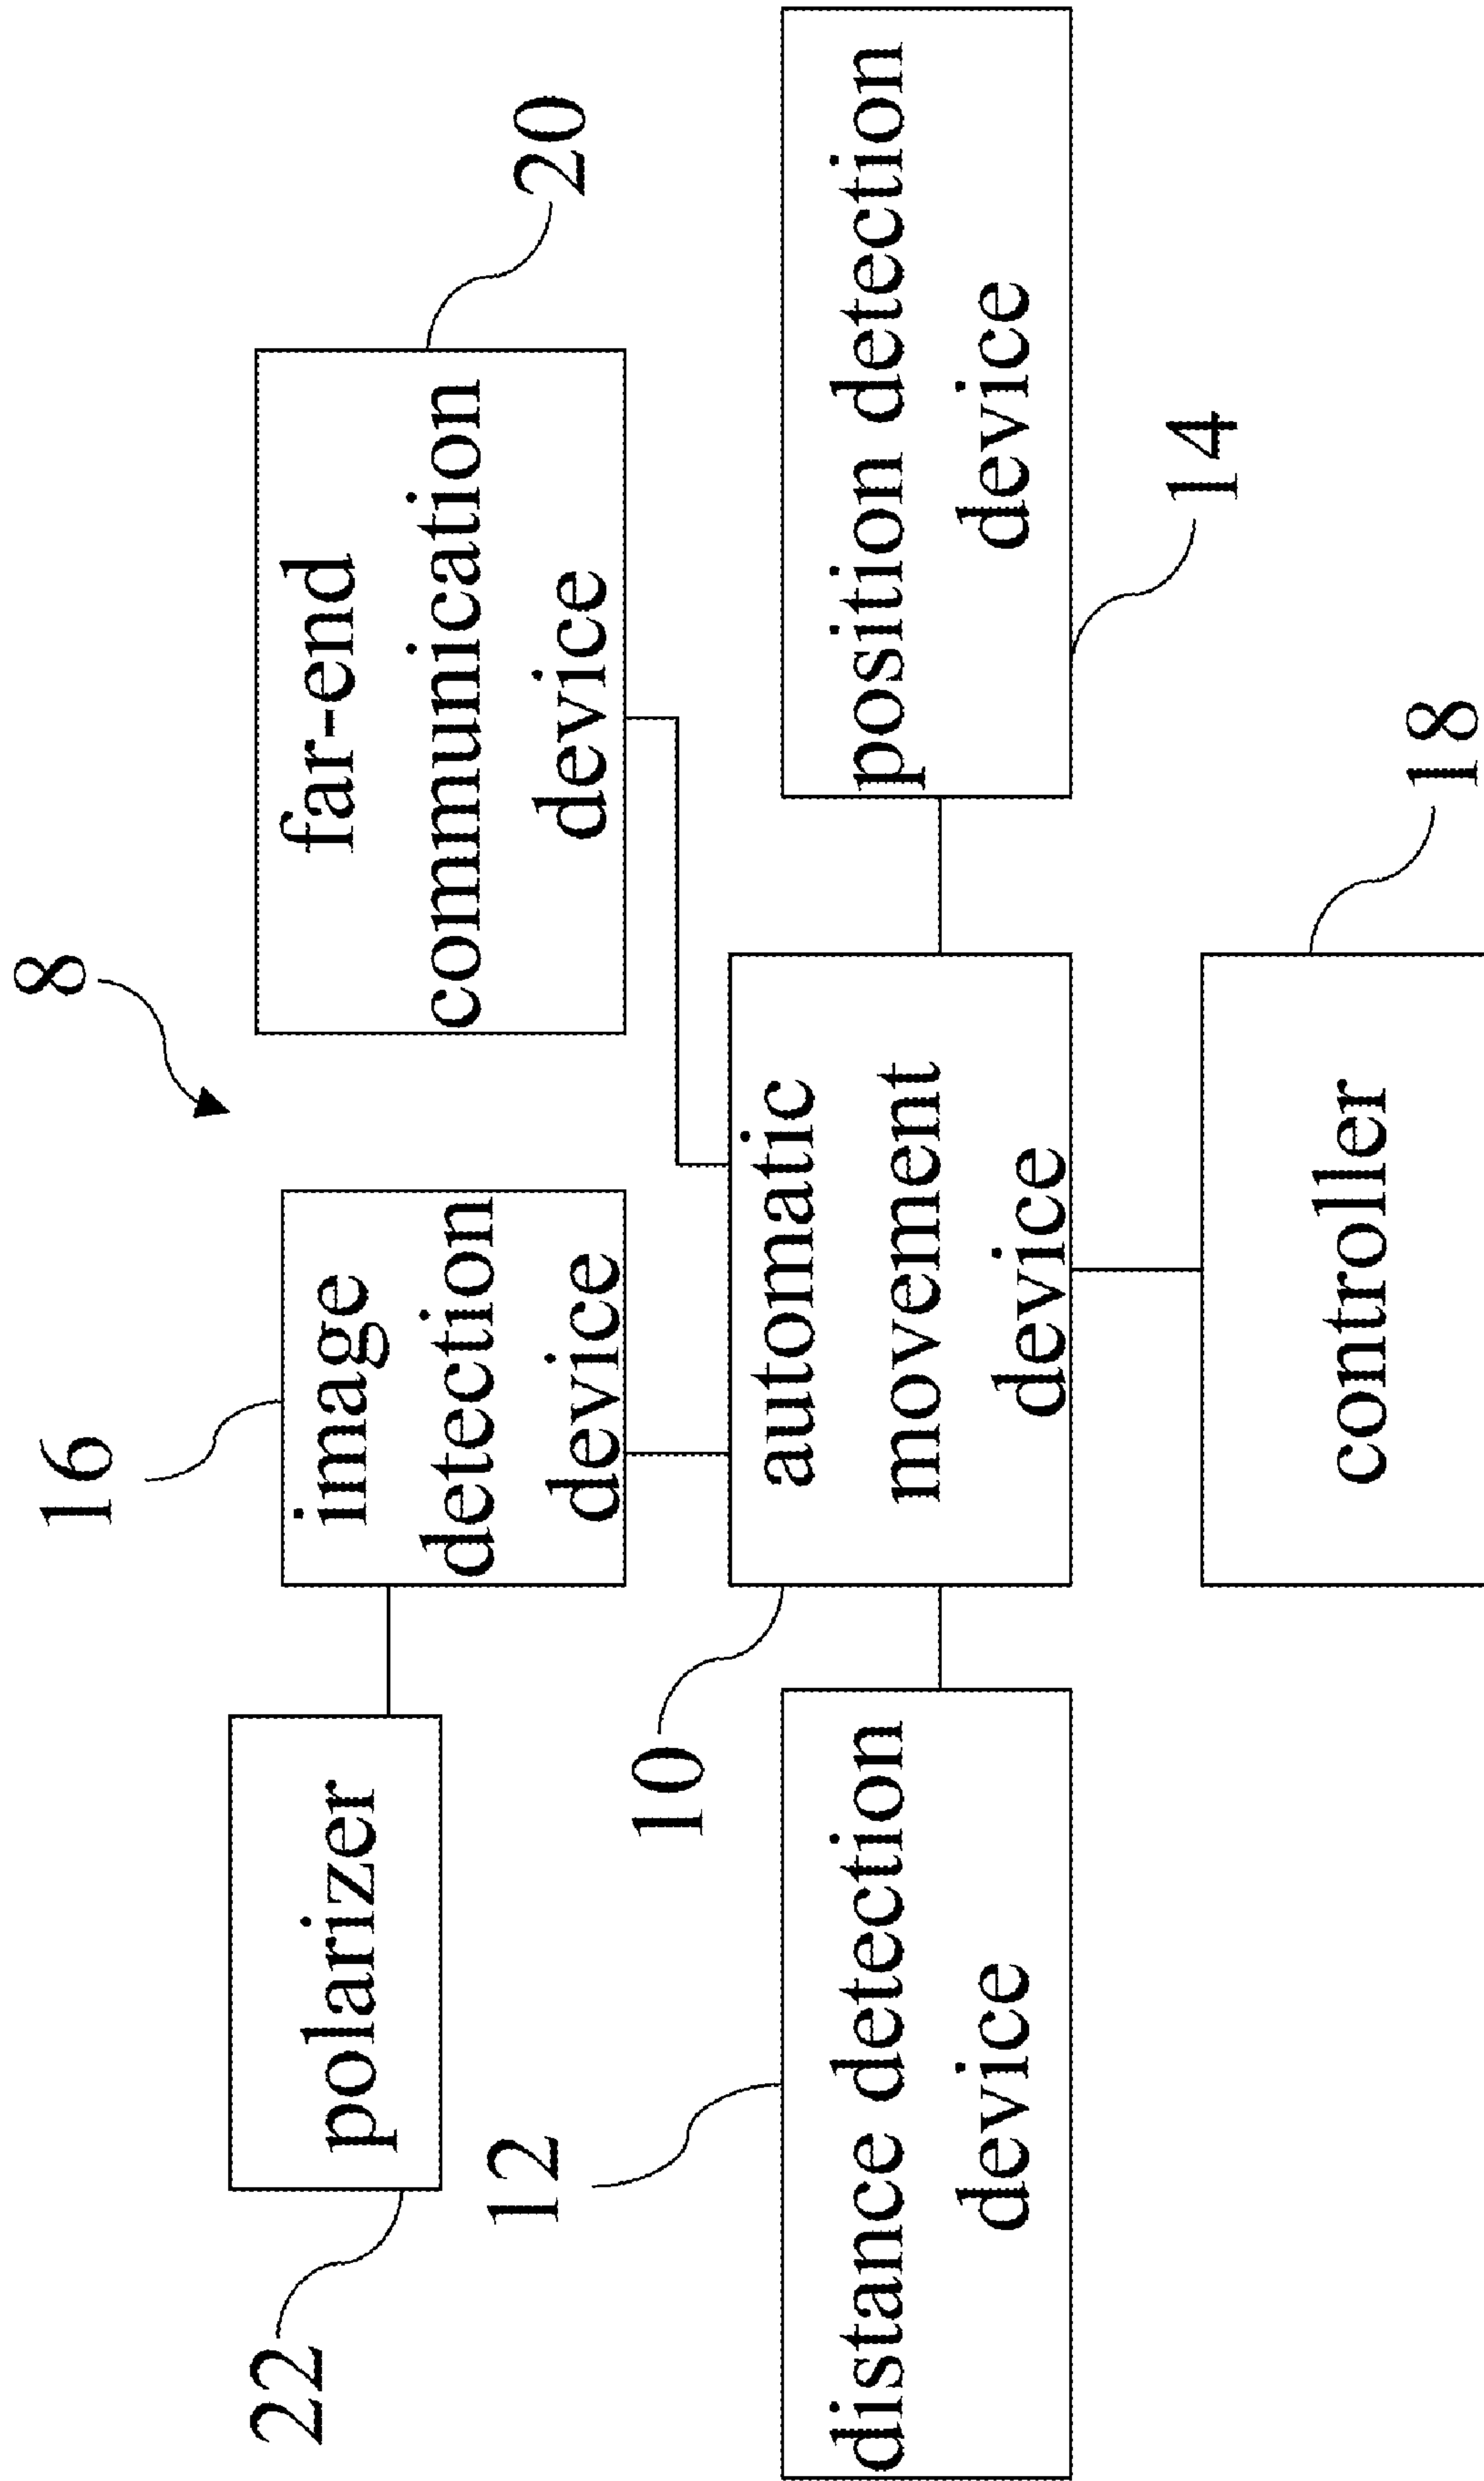 8
16
20
far-end
communication
device
image
detection
device
22
polarizer
12
10
distance detection
device
automatic
movement
device
position detection
device
14
controller
18